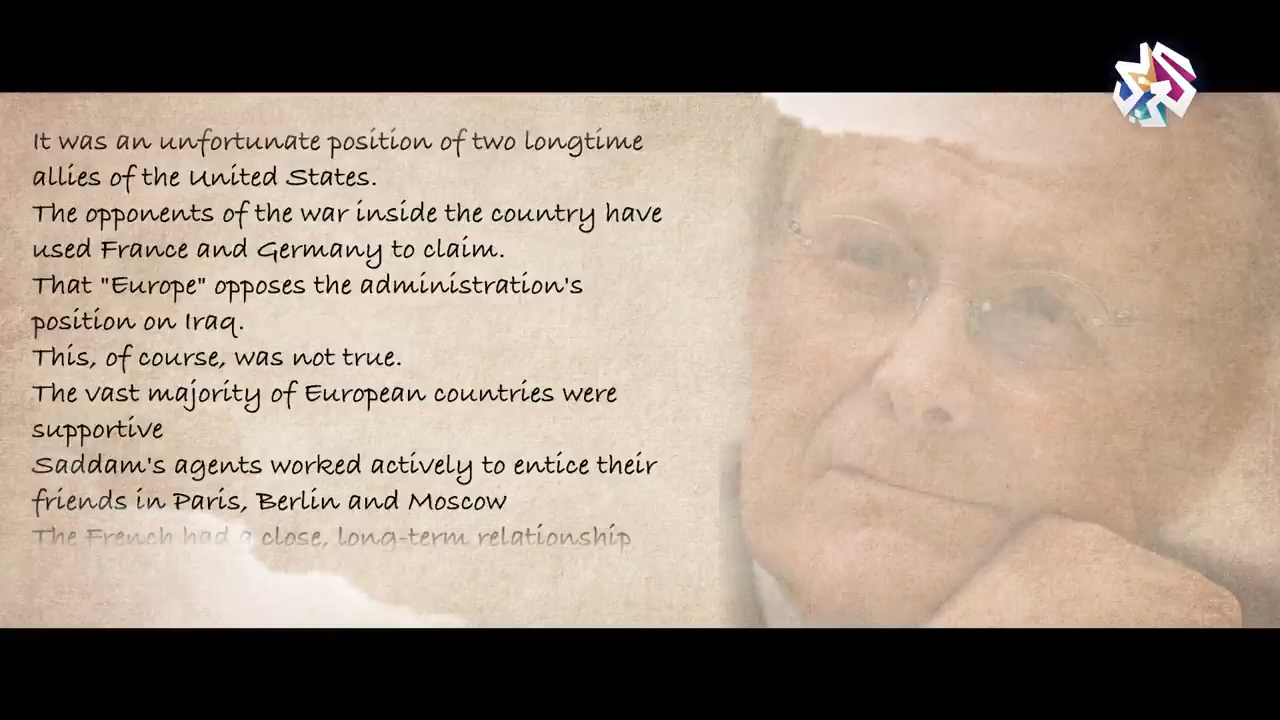 It was an unfortunate position of two longtime
allies of the United States.
The opponents of the war inside the country have
used France and Germany to claim.
That "Europe" opposes the administration's
position on Iraq.
This, of course, was not true.
The vast majority of European countries were
supportive
Saddam's agents worked actively to entice their
friends in Paris, Berlin and Moscow
The French had a close, long-term relationship